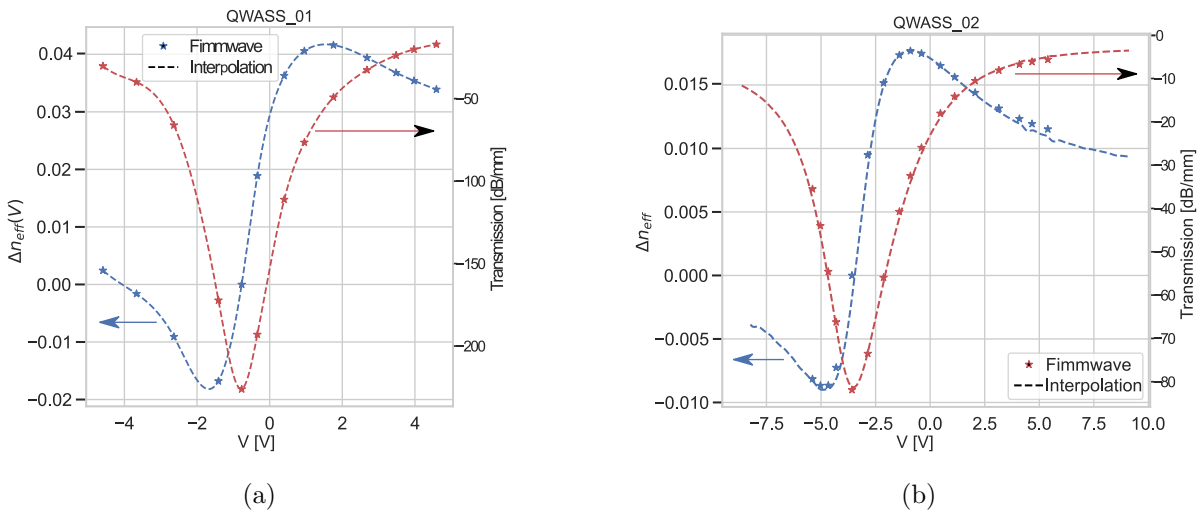 QWASS_01
Fimmwave
Interpolation
0.04
0.03
0.02
0.01
0.00
−0.01
−0.02
Δn_eff(V)
−50
−100
−150
−200
Transmission [dB/mm]
−4 −2 0 2 4
V [V]
(a)
QWASS_02
0.015
0.010
0.005
0.000
−0.005
−0.010
Δn_eff
0
−10
−20
−30
−40
−50
−60
−70
−80
Transmission [dB/mm]
Fimmwave
Interpolation
−7.5 −5.0 −2.5 0.0 2.5 5.0 7.5 10.0
V [V]
(b)